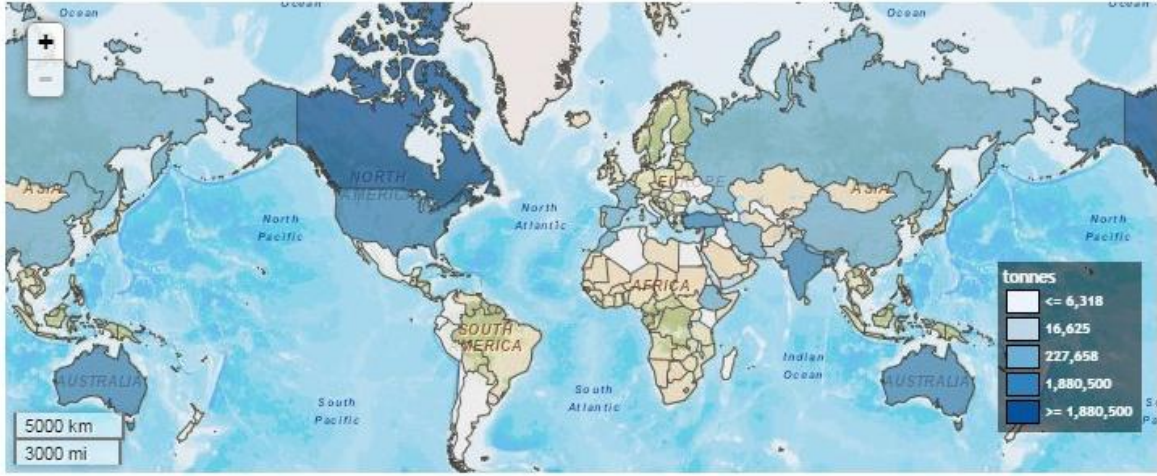 Ocean
Ocean
Ocean
Ocean
+
−
ASIA
NORTH
AMERICA
EUROPE
ASIA
North
Pacific
North
Atlantic
North
Pacific
AFRICA
SOUTH
MERICA
AUSTRALIA
South
Pacific
South
Atlantic
Indian
Ocean
AUSTRALIA
tonnes
<= 6,318
16,625
227,658
1,880,500
>= 1,880,500
5000 km
3000 mi